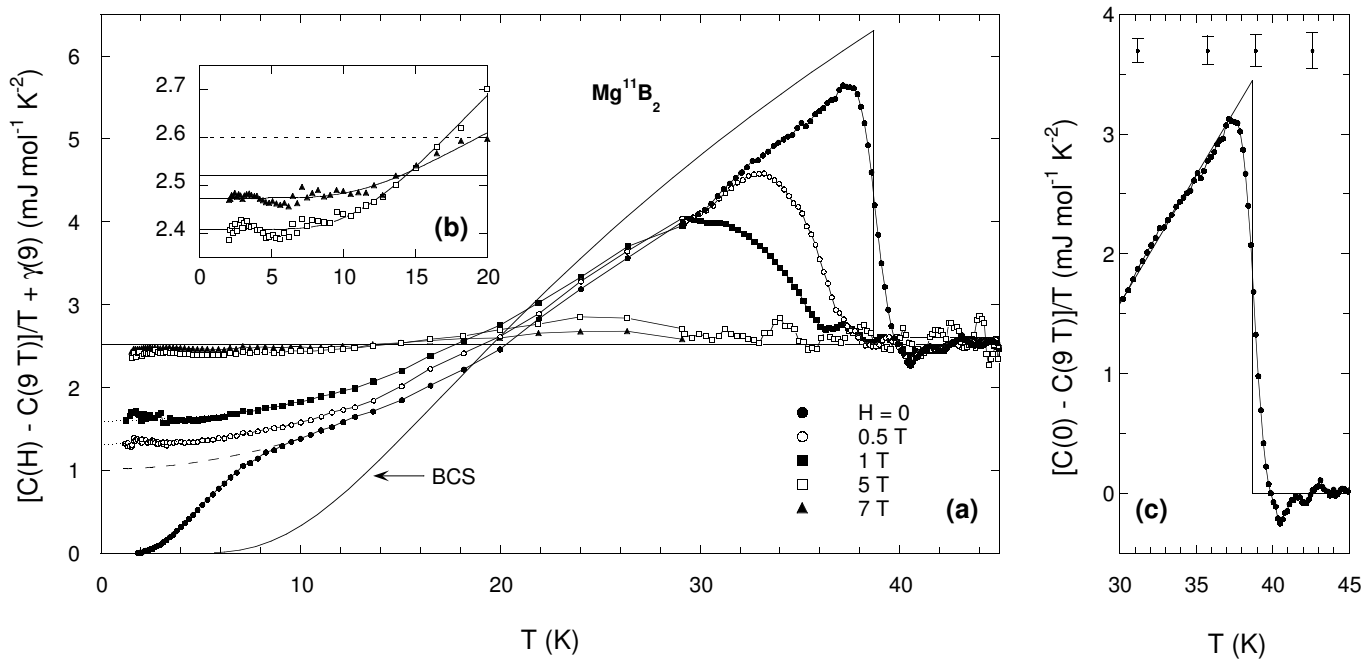 [C(H) - C(9 T)]/T + γ(9) (mJ mol⁻¹ K⁻²)
6
5
4
3
2
1
0
0
10
20
30
40
T (K)
Mg¹¹B₂
2.7
2.6
2.5
2.4
0
5
10
15
20
(b)
BCS
H = 0
0.5 T
1 T
5 T
7 T
(a)
[C(0) - C(9 T)]/T (mJ mol⁻¹ K⁻²)
4
3
2
1
0
(c)
30
35
40
45
T (K)